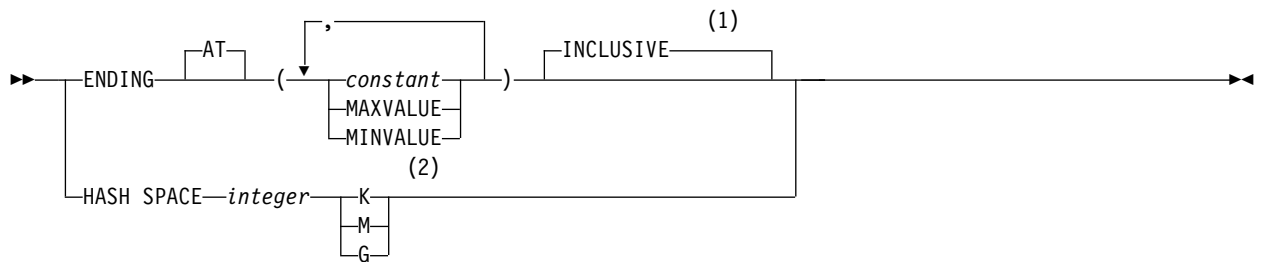 , (1)
AT INCLUSIVE
ENDING ( constant )
MAXVALUE
MINVALUE
(2)
HASH SPACE integer K
M
G